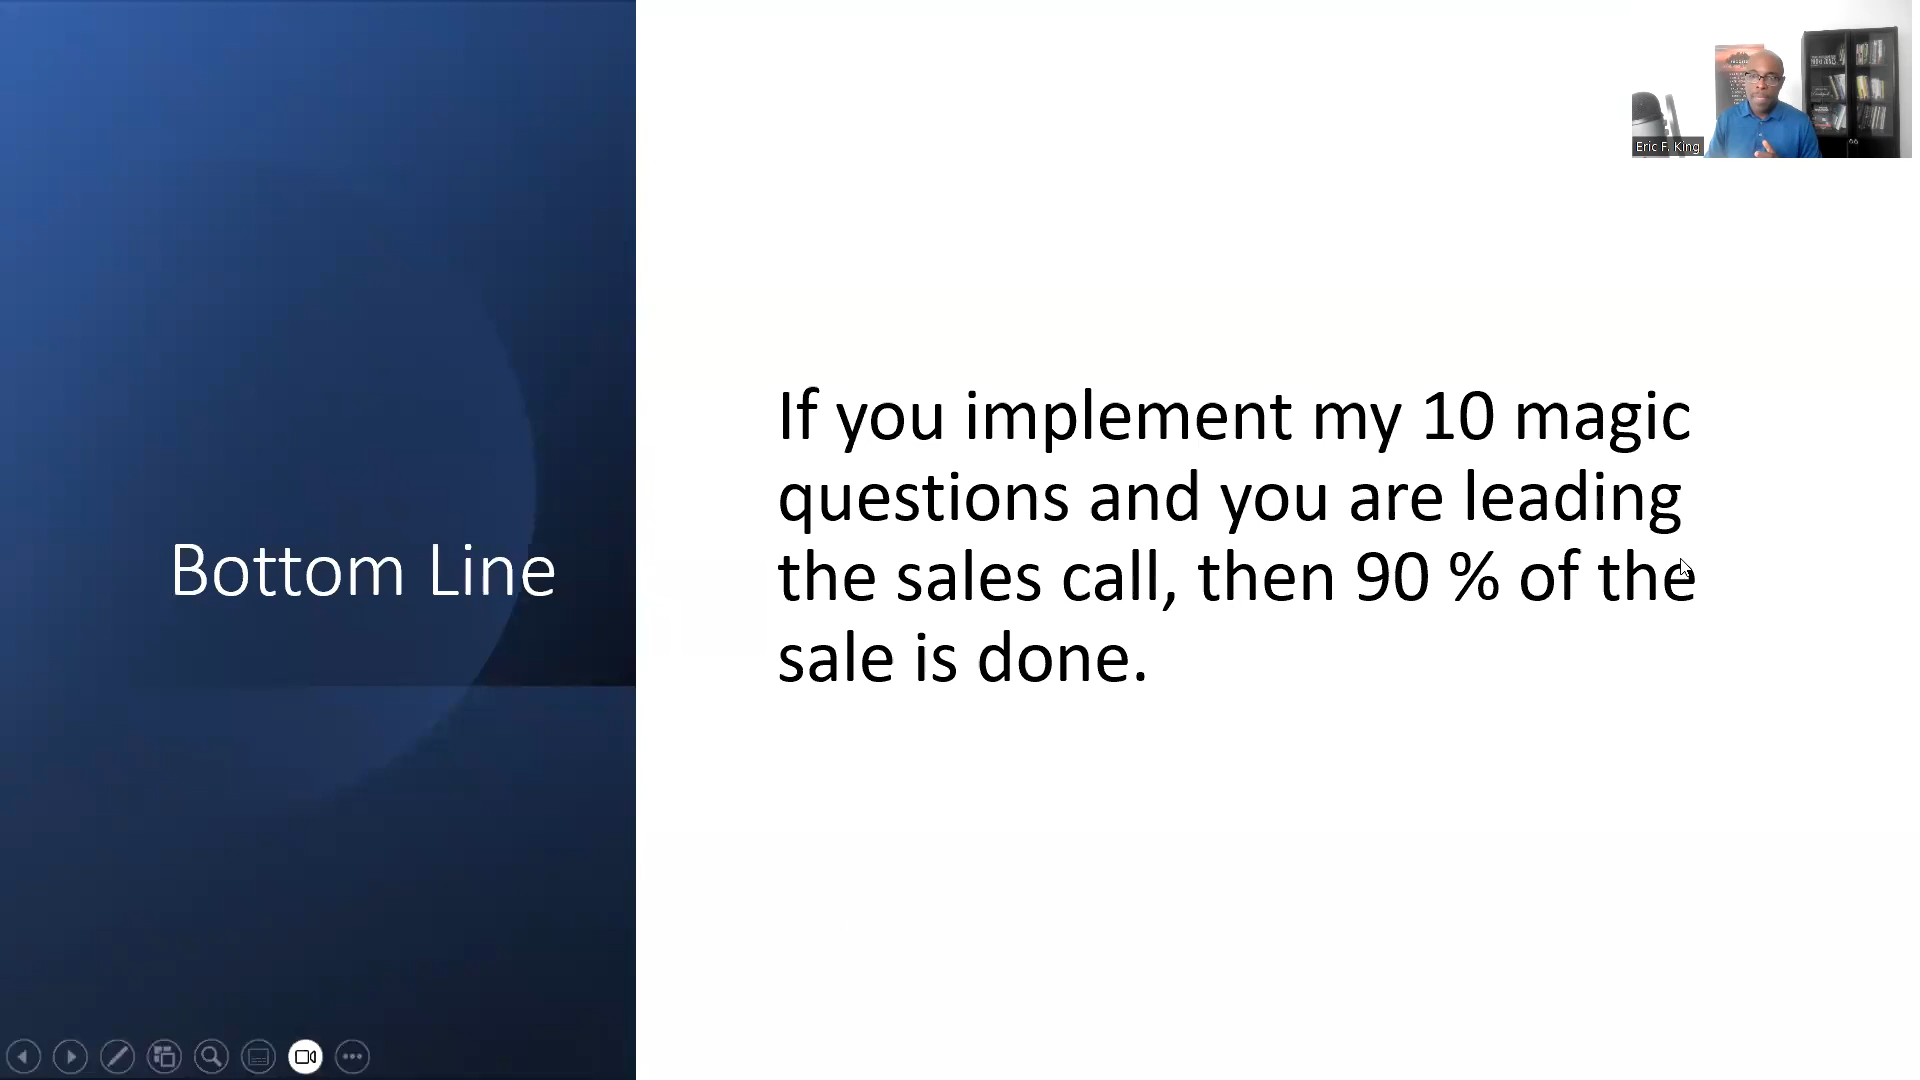 Eric F. King
Bottom Line
If you implement my 10 magic
questions and you are leading
the sales call, then 90 % of the
sale is done.